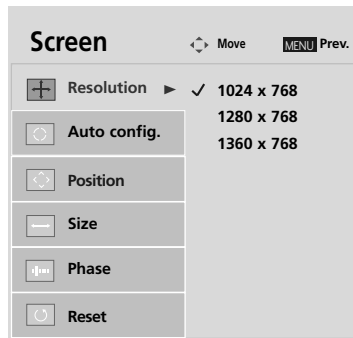 Screen Move MENU Prev.
Resolution ► ✓ 1024 x 768
1280 x 768
Auto config.
1360 x 768
Position
Size
Phase
Reset